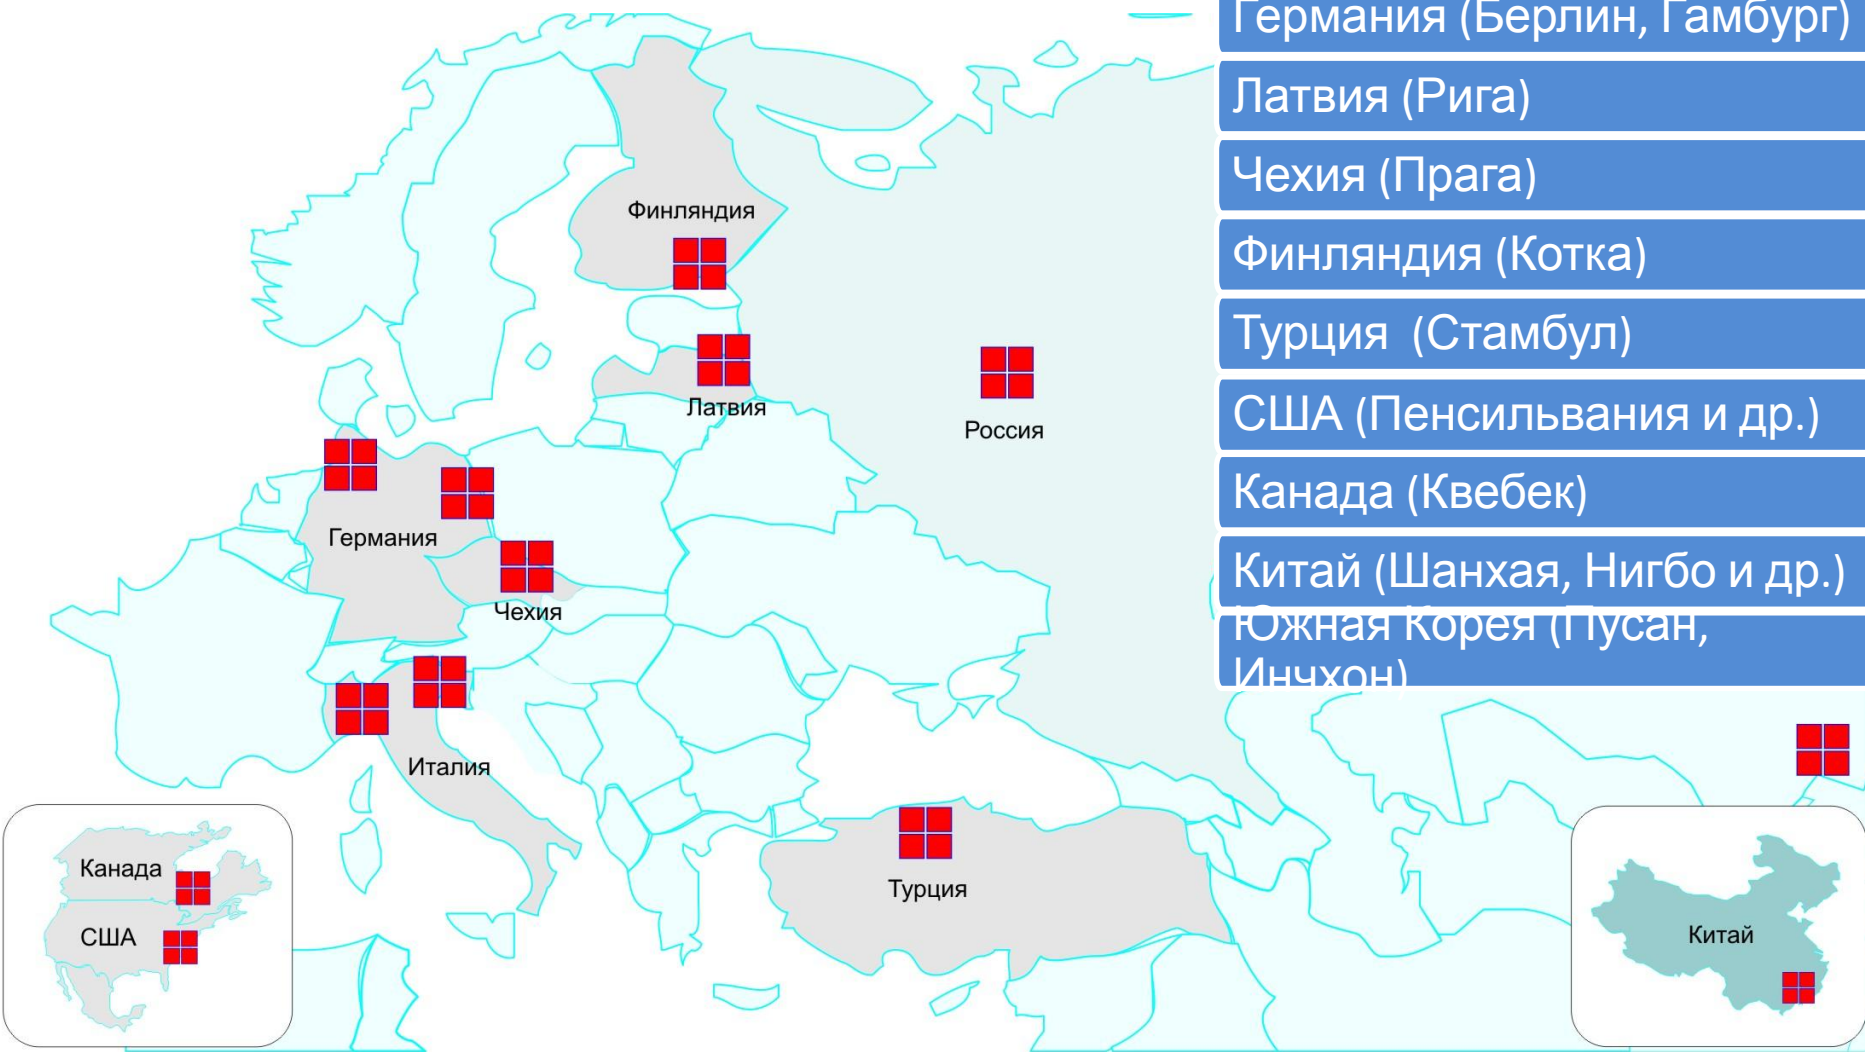 Германия (Берлин, Гамбург)
Латвия (Рига)
Чехия (Прага)
Финляндия (Котка)
Турция (Стамбул)
США (Пенсильвания и др.)
Канада (Квебек)
Китай (Шанхая, Нигбо и др.)
Южная Корея (Пусан,
Инчхон)
Финляндия
Латвия
Россия
Германия
Чехия
Италия
Турция
Канада
США
Китай